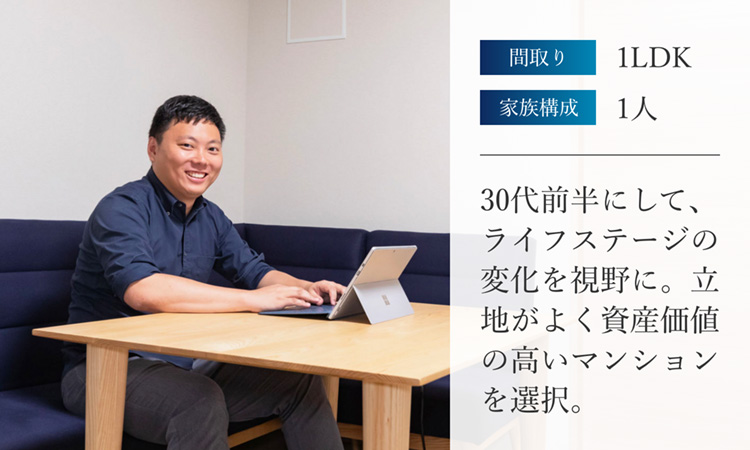 間取り 1LDK
家族構成 1人
30代前半にして、
ライフステージの
変化を視野に。立
地がよく資産価値
の高いマンション
を選択。